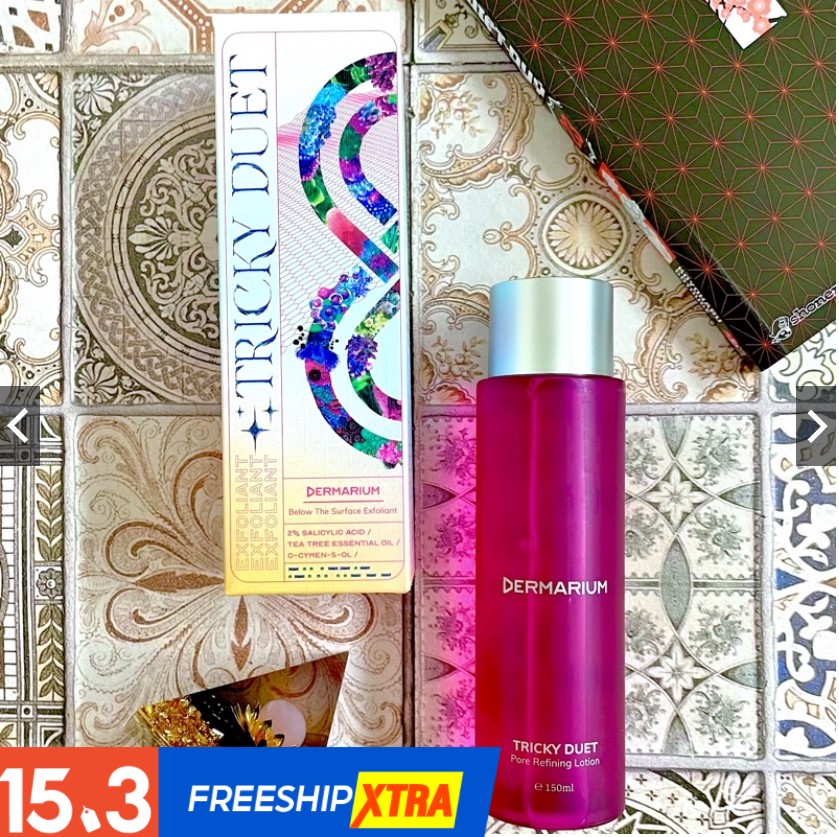 TRICKY DUET
EXFOLIANT
EXFOLIANT
EXFOLIANT
DERMARIUM
Below The Surface Exfoliant
2% SALICYLIC ACID /
TEA TREE ESSENTIAL OIL /
O-CYMEN-5-OL /
DERMARIUM
TRICKY DUET
Pore Refining Lotion
℮ 150ml
15.3
FREESHIP XTRA